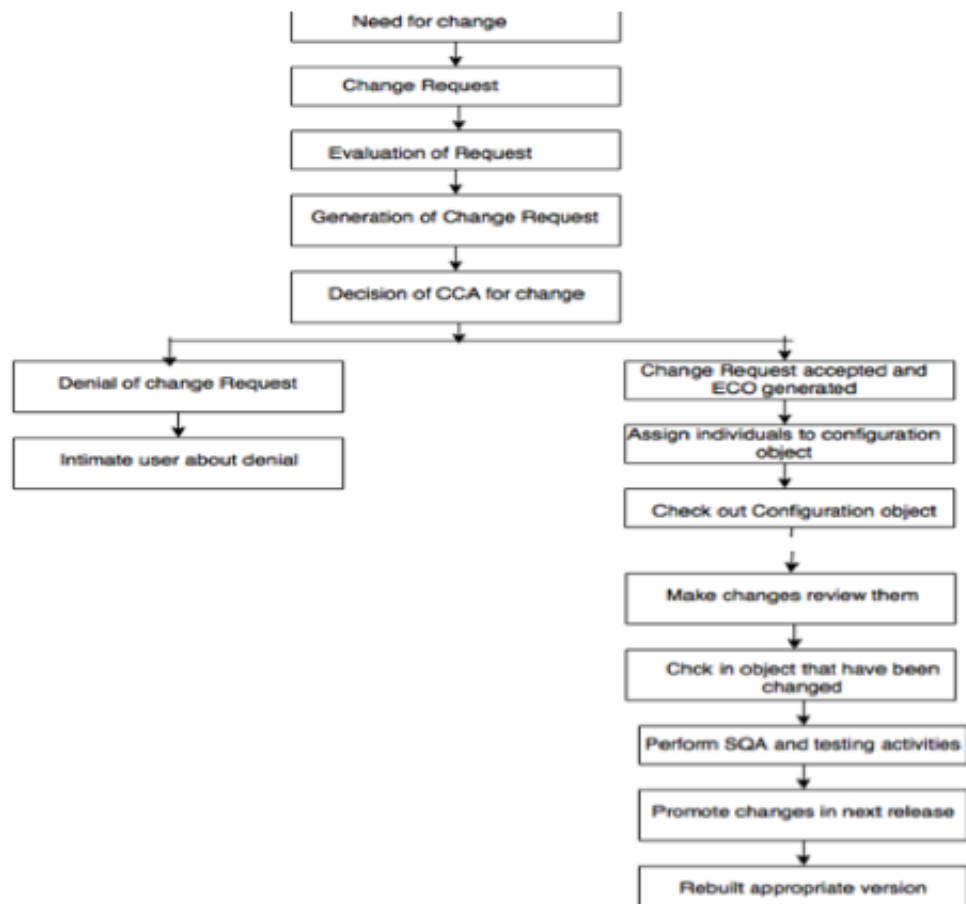 Need for change
Change Request
Evaluation of Request
Generation of Change Request
Decision of CCA for change
Denial of change Request
Intimate user about denial
Change Request accepted and
ECO generated
Assign individuals to configuration
object
Check out Configuration object
Make changes review them
Chck in object that have been
changed
Perform SQA and testing activities
Promote changes in next release
Rebuilt appropriate version